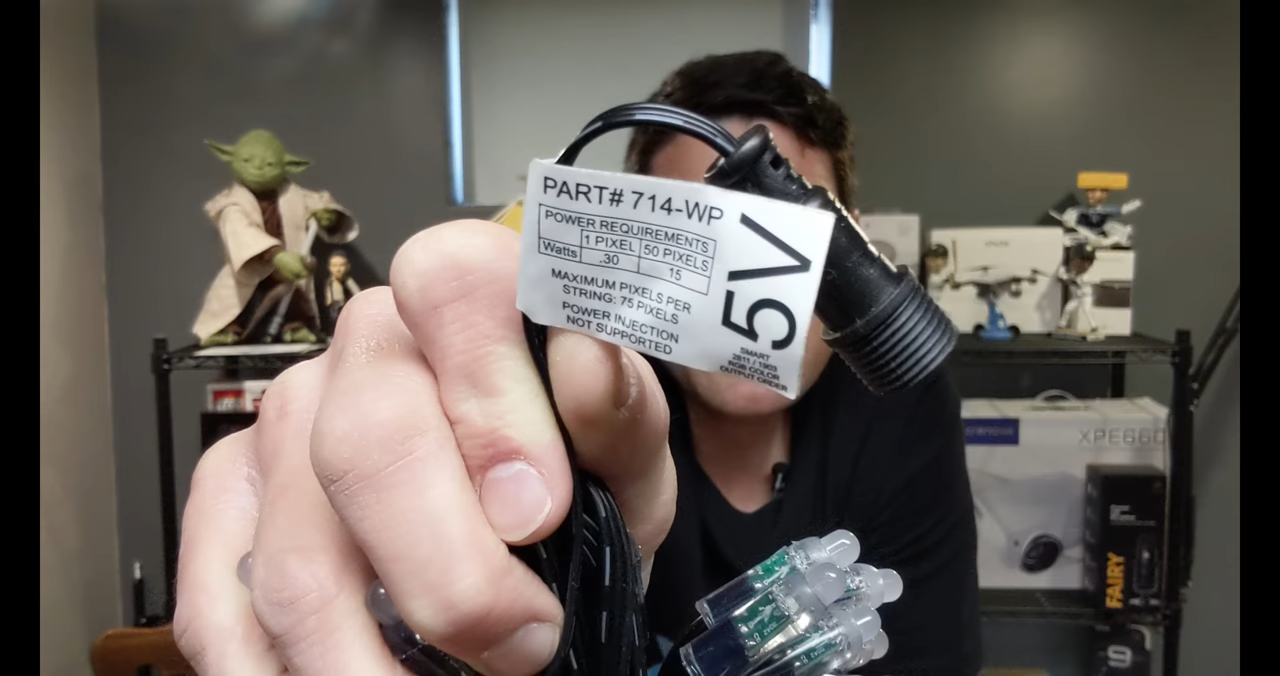 PART# 714-WP
POWER REQUIREMENTS
1 PIXEL 50 PIXELS
Watts .30 15
MAXIMUM PIXELS PER
STRING: 75 PIXELS
POWER INJECTION
NOT SUPPORTED
5V
SMART
2811 / 1903
RGB COLOR
OUTPUT ORDER
XPE660
FAIRY